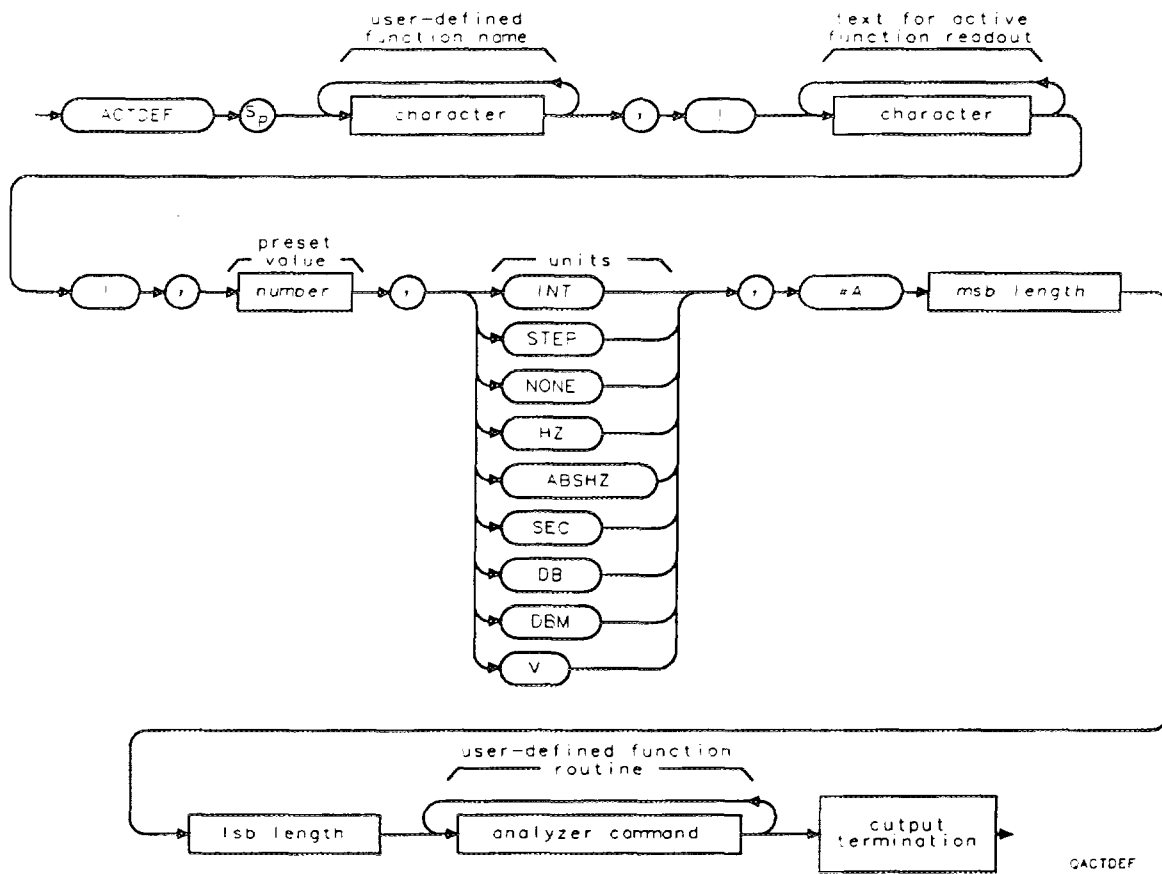 user-defined
function name
text for active
function readout
ACTDEF
Sp
character
,
!
character
!
,
preset
value
number
,
units
INT
STEP
NONE
HZ
ABSHZ
SEC
DB
DBM
V
,
#A
msb length
user-defined function
routine
lsb length
analyzer command
output
termination
QACTDEF